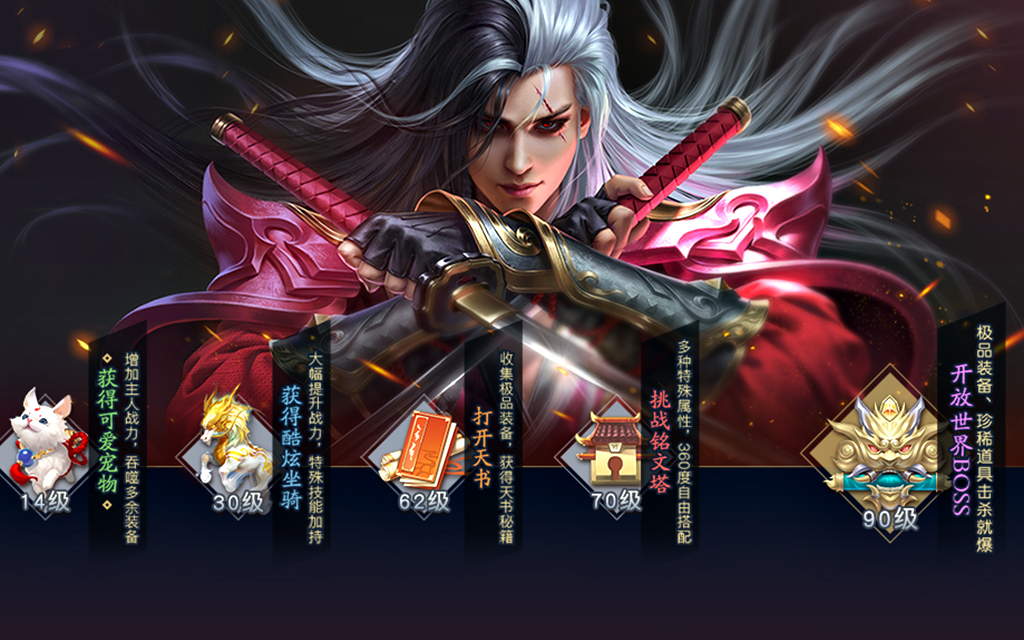 获得可爱宠物
增加主人战力，吞噬多余装备
14级
获得酷炫坐骑
大幅提升战力，特殊技能加持
30级
打开天书
收集极品装备，获得天书秘籍
62级
挑战铭文塔
多种特殊属性，360度自由搭配
70级
开放世界BOSS
极品装备、珍稀道具击杀就爆
90级